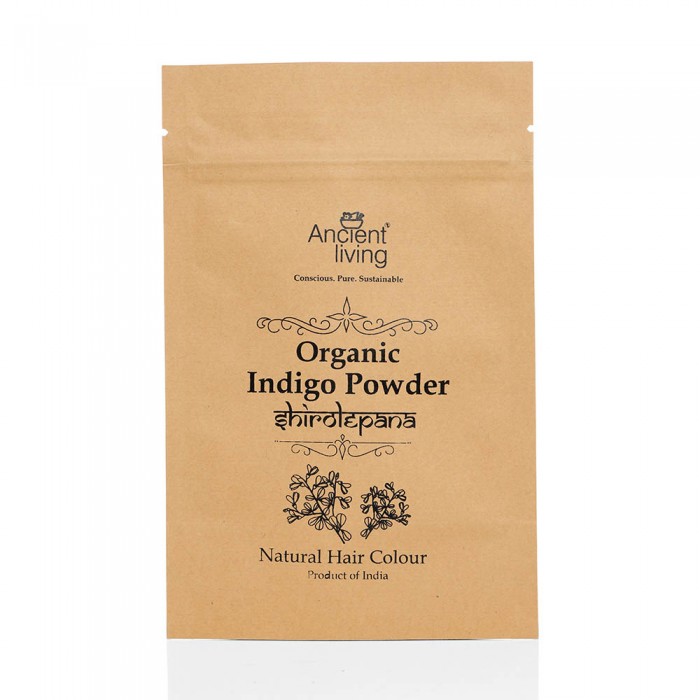 Ancient
living
Conscious. Pure. Sustainable
Organic
Indigo Powder
shirolepana
Natural Hair Colour
Product of India